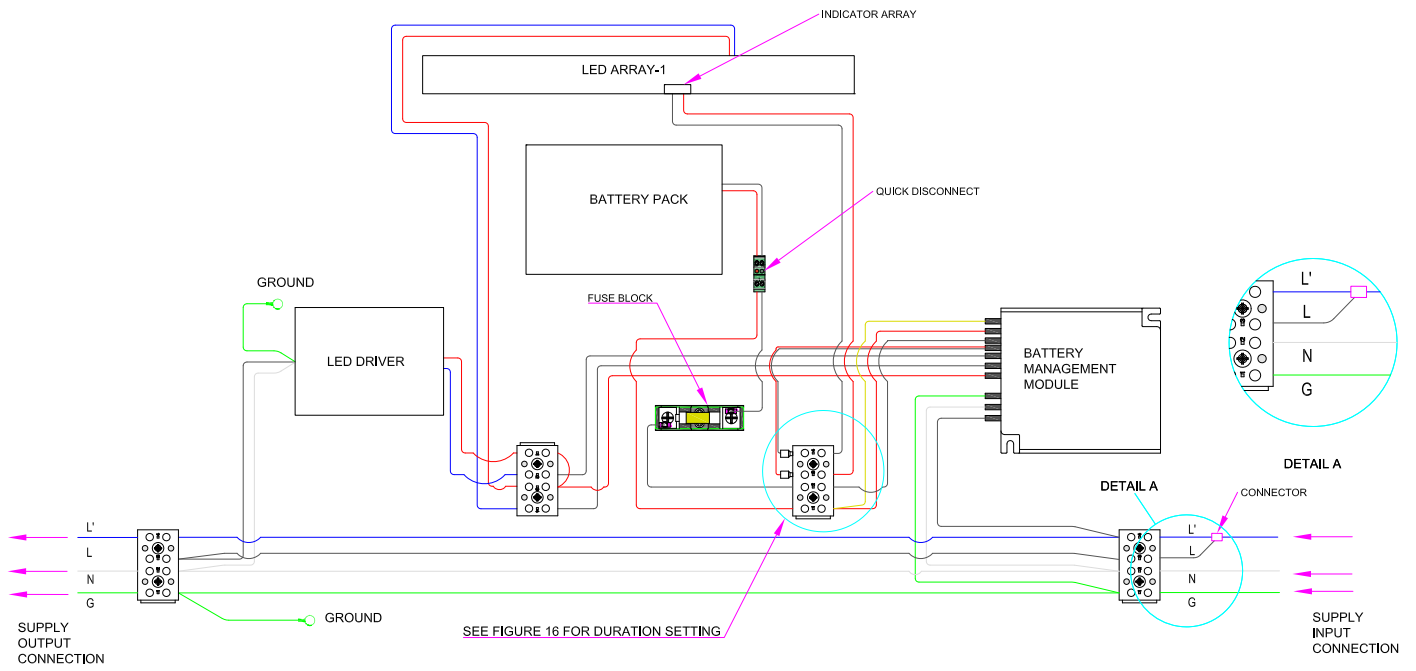 INDICATOR ARRAY
LED ARRAY-1
BATTERY PACK
QUICK DISCONNECT
GROUND
FUSE BLOCK
LED DRIVER
BATTERY
MANAGEMENT
MODULE
L'
L
N
G
DETAIL A
DETAIL A
CONNECTOR
L'
L
N
G
L'
L
N
G
GROUND
SEE FIGURE 16 FOR DURATION SETTING
SUPPLY
OUTPUT
CONNECTION
SUPPLY
INPUT
CONNECTION